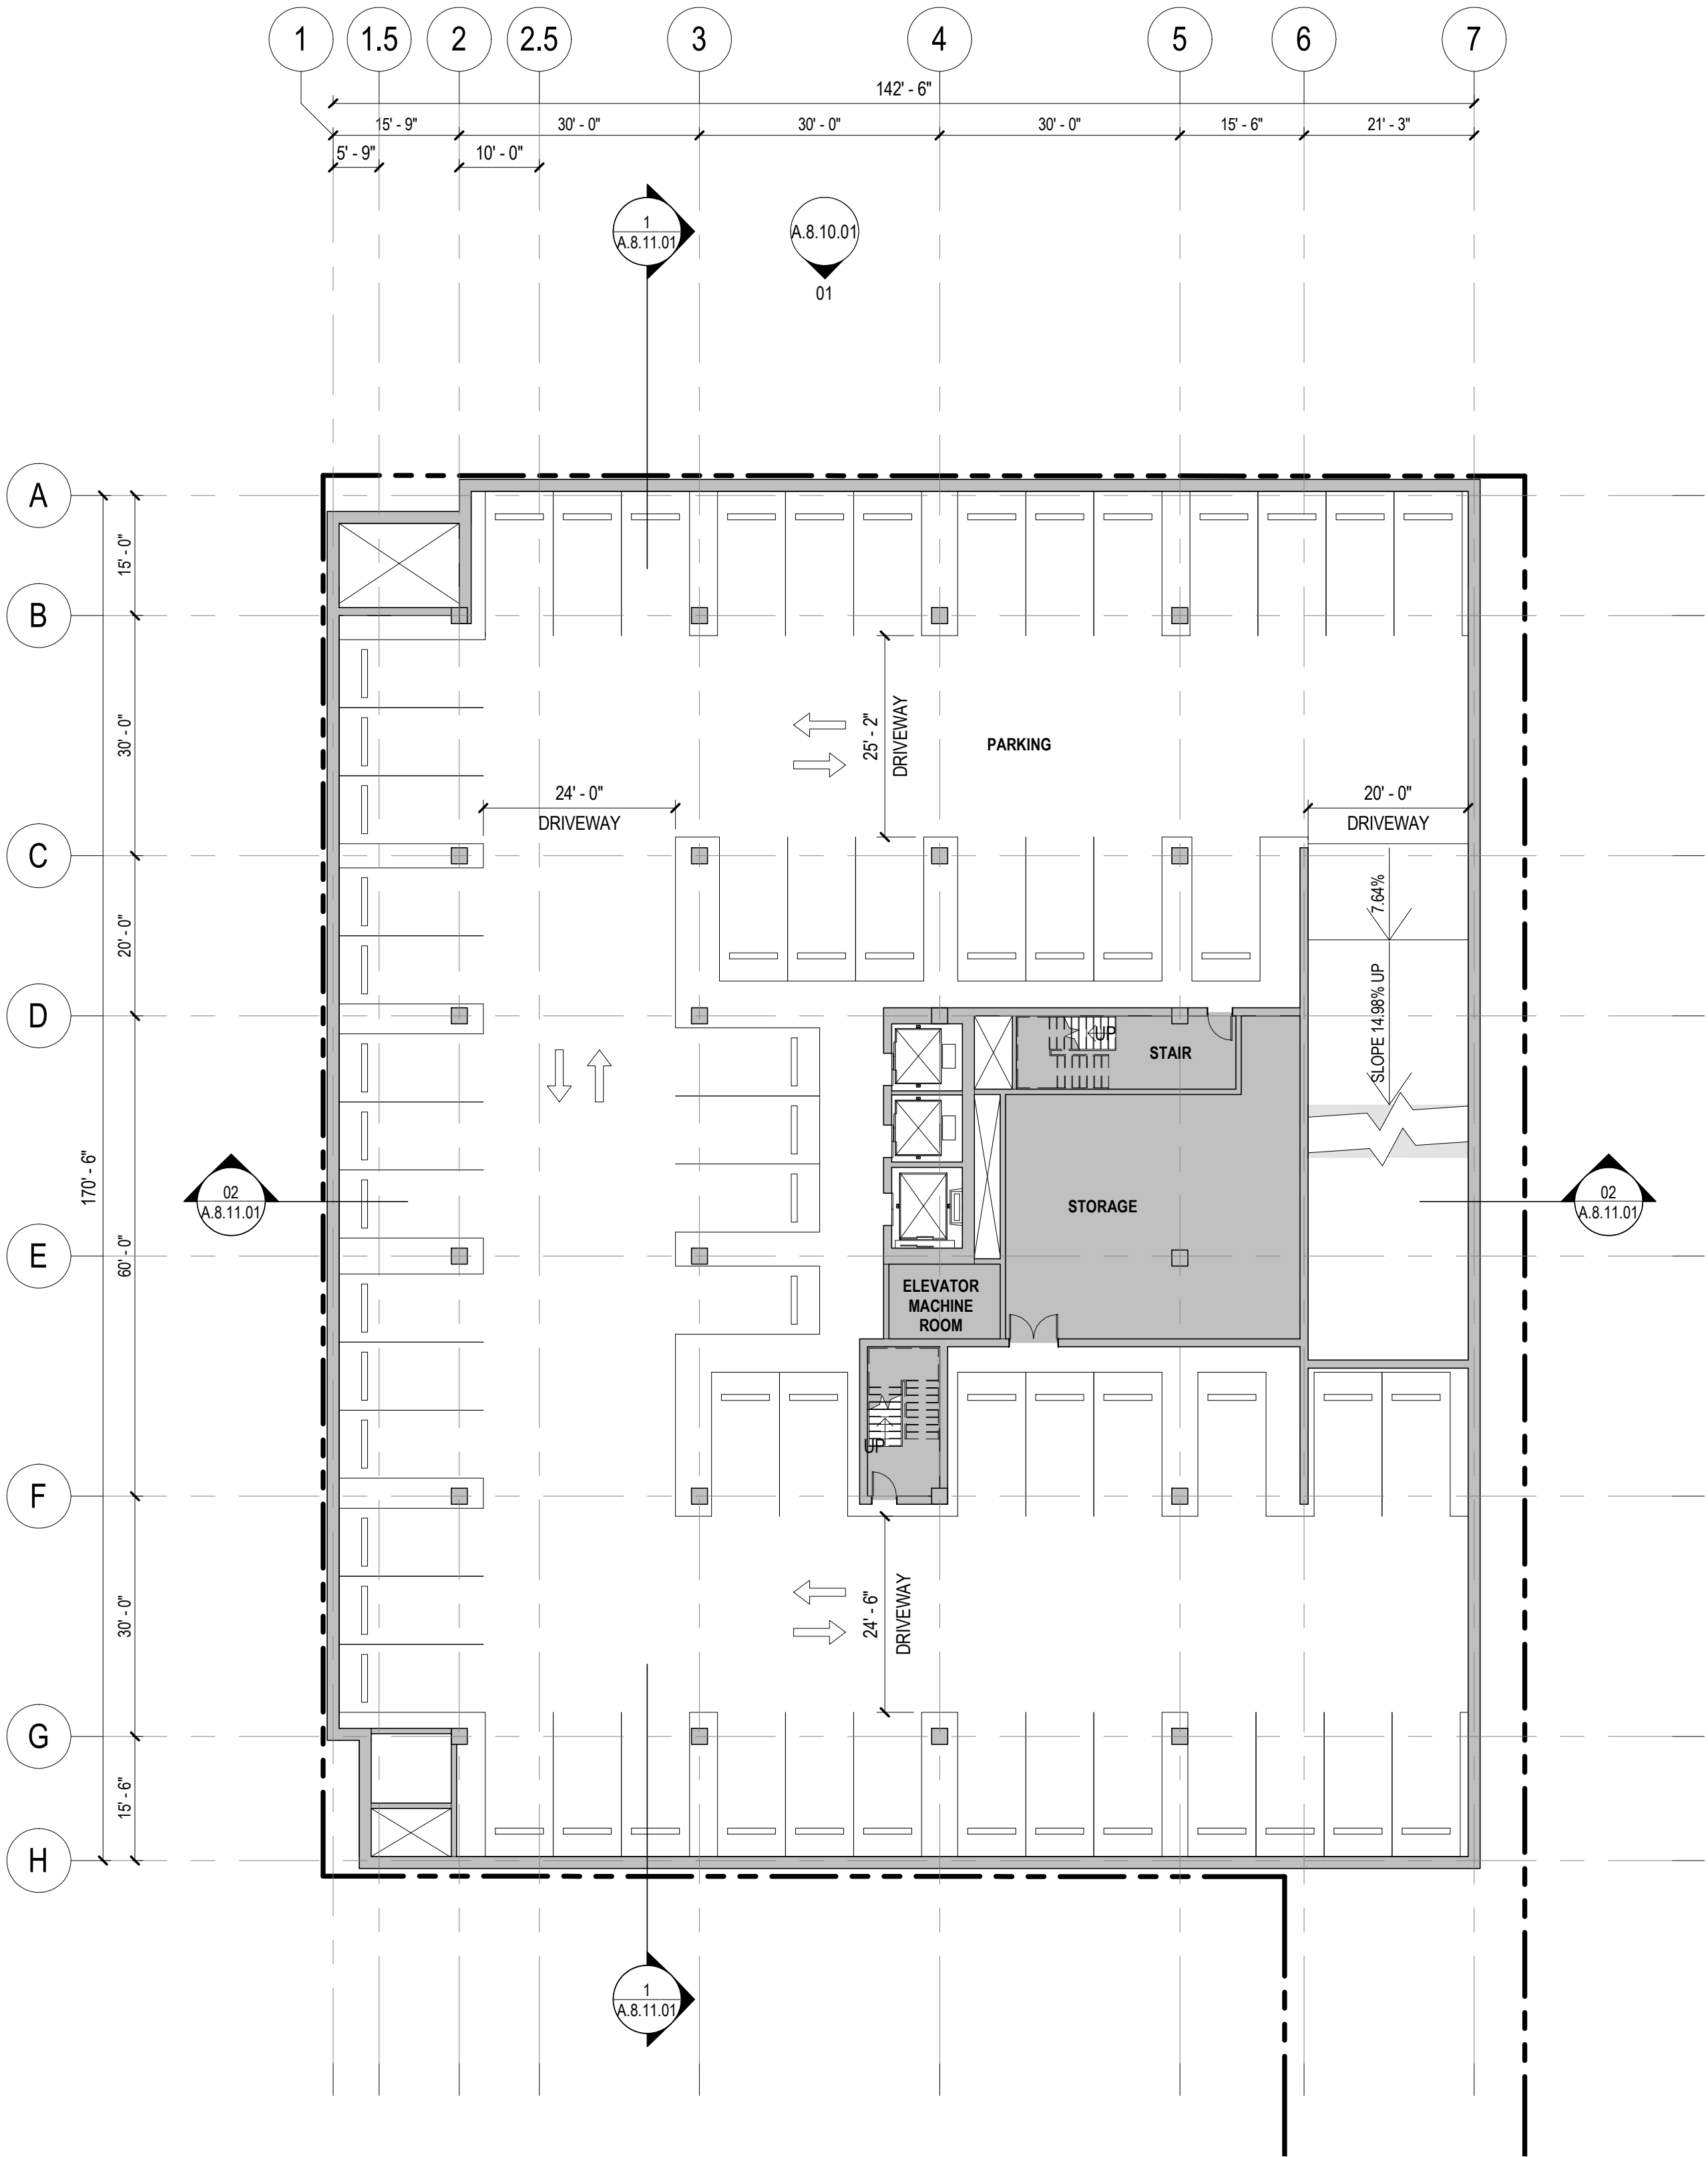 1 1.5 2 2.5 3 4 5 6 7
142' - 6"
15' - 9" 30' - 0" 30' - 0" 30' - 0" 15' - 6" 21' - 3"
5' - 9" 10' - 0"
1
A.8.11.01
A.8.10.01
01
A
15' - 0"
B
30' - 0"
25' - 2"
DRIVEWAY
PARKING
24' - 0"
DRIVEWAY
20' - 0"
DRIVEWAY
C
7.64%
20' - 0"
SLOPE 14.98% UP
D
UP
STAIR
170' - 6"
02
A.8.11.01
STORAGE
02
A.8.11.01
60' - 0"
E
ELEVATOR
MACHINE
ROOM
UP
F
30' - 0"
24' - 6"
DRIVEWAY
G
15' - 6"
H
1
A.8.11.01